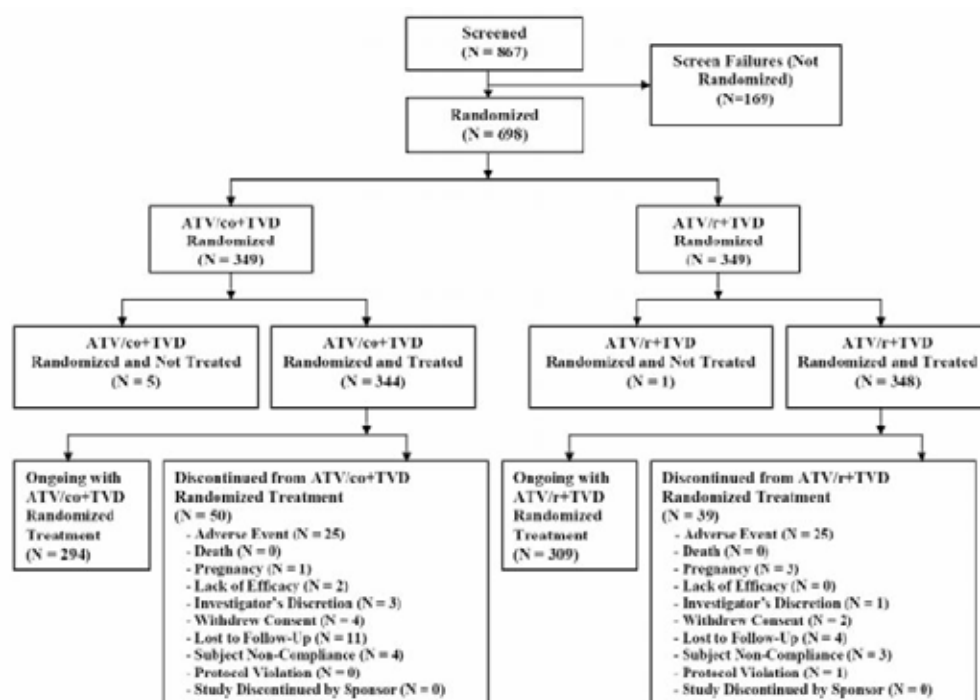 Screened
(N = 867)
Screen Failures (Not
Randomized)
(N=169)
Randomized
(N = 698)
ATV/co+TVD
Randomized
(N = 349)
ATV/r+TVD
Randomized
(N = 349)
ATV/co+TVD
Randomized and Not Treated
(N = 5)
ATV/co+TVD
Randomized and Treated
(N = 344)
ATV/r+TVD
Randomized and Not Treated
(N = 1)
ATV/r+TVD
Randomized and Treated
(N = 348)
Ongoing with
ATV/co+TVD
Randomized
Treatment
(N = 294)
Discontinued from ATV/co+TVD
Randomized Treatment
(N = 50)
- Adverse Event (N = 25)
- Death (N = 0)
- Pregnancy (N = 1)
- Lack of Efficacy (N = 2)
- Investigator's Discretion (N = 3)
- Withdrew Consent (N = 4)
- Lost to Follow-Up (N = 11)
- Subject Non-Compliance (N = 4)
- Protocol Violation (N = 0)
- Study Discontinued by Sponsor (N = 0)
Ongoing with
ATV/r+TVD
Randomized
Treatment
(N = 309)
Discontinued from ATV/r+TVD
Randomized Treatment
(N = 39)
- Adverse Event (N = 25)
- Death (N = 0)
- Pregnancy (N = 3)
- Lack of Efficacy (N = 0)
- Investigator's Discretion (N = 1)
- Withdrew Consent (N = 2)
- Lost to Follow-Up (N = 4)
- Subject Non-Compliance (N = 3)
- Protocol Violation (N = 1)
- Study Discontinued by Sponsor (N = 0)